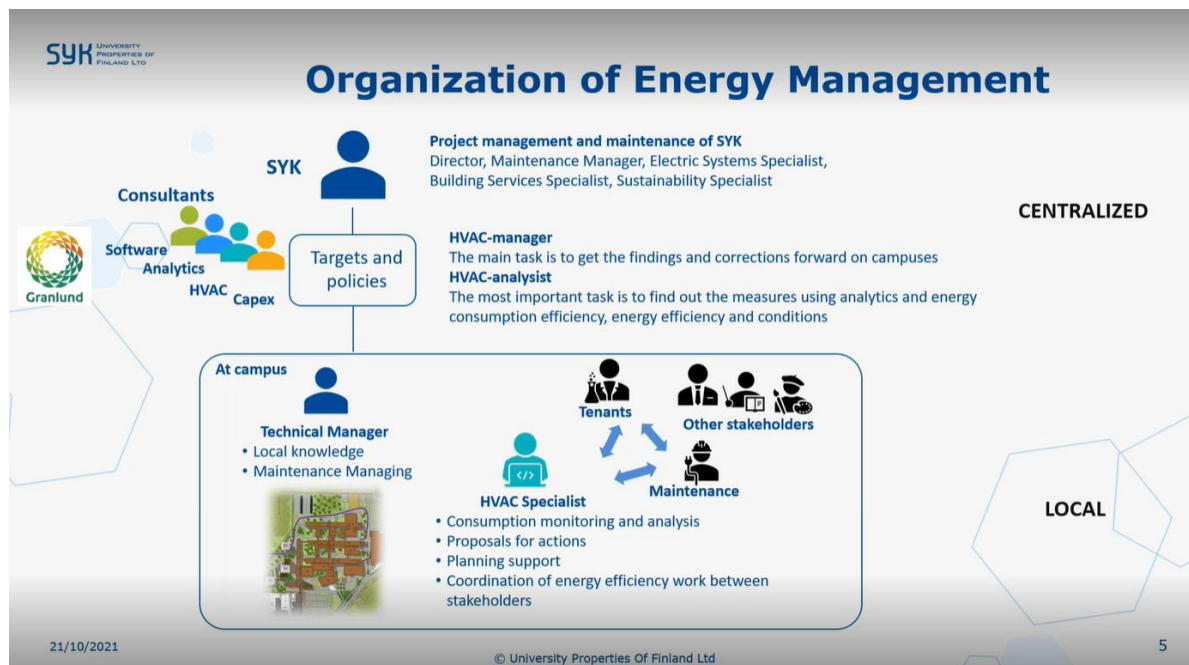 SYK UNIVERSITY
PROPERTIES OF
FINLAND LTD
Organization of Energy Management
SYK
Project management and maintenance of SYK
Director, Maintenance Manager, Electric Systems Specialist,
Building Services Specialist, Sustainability Specialist
CENTRALIZED
Consultants
Software
Analytics
HVAC
Capex
Granlund
Targets and
policies
HVAC-manager
The main task is to get the findings and corrections forward on campuses
HVAC-analysist
The most important task is to find out the measures using analytics and energy
consumption efficiency, energy efficiency and conditions
At campus
Technical Manager
• Local knowledge
• Maintenance Managing
Tenants
Other stakeholders
Maintenance
HVAC Specialist
• Consumption monitoring and analysis
• Proposals for actions
• Planning support
• Coordination of energy efficiency work between
stakeholders
LOCAL
21/10/2021
© University Properties Of Finland Ltd
5